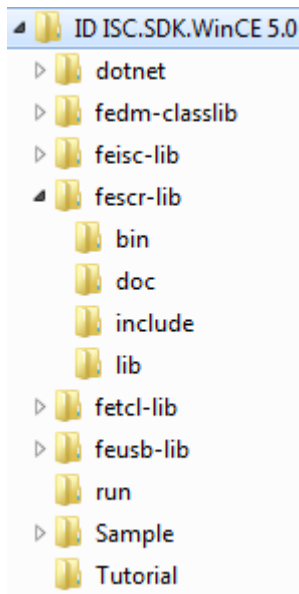 ID ISC.SDK.WinCE 5.0
dotnet
fedm-classlib
feisc-lib
fescr-lib
bin
doc
include
lib
fetcl-lib
feusb-lib
run
Sample
Tutorial